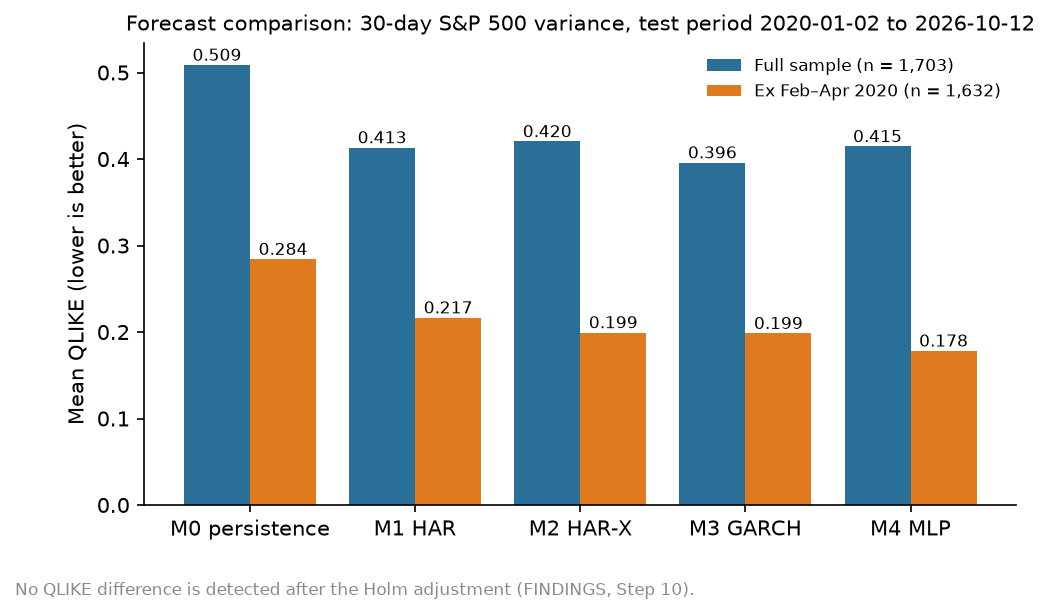 Forecast comparison: 30-day S&P 500 variance, test period 2020-01-02 to 2026-10-12
Full sample (n = 1,703)
Ex Feb–Apr 2020 (n = 1,632)
Mean QLIKE (lower is better)
0.5
0.4
0.3
0.2
0.1
0.0
0.509
0.284
0.413
0.217
0.420
0.199
0.396
0.199
0.415
0.178
M0 persistence
M1 HAR
M2 HAR-X
M3 GARCH
M4 MLP
No QLIKE difference is detected after the Holm adjustment (FINDINGS, Step 10).